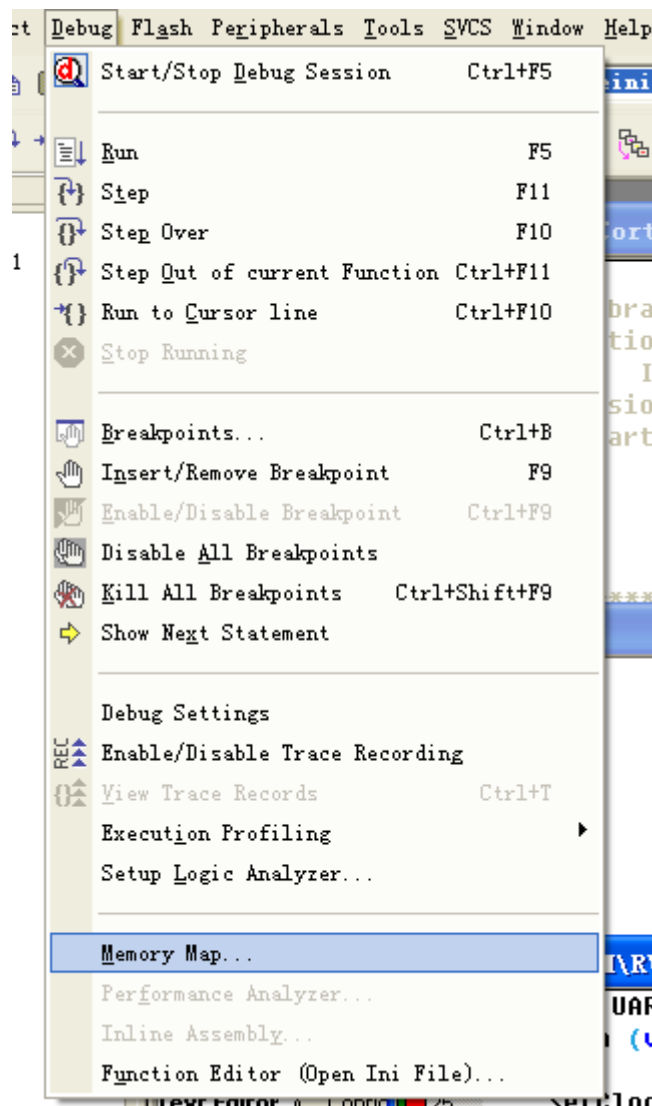 Debug Flash Peripherals Tools SVCS Window Help
Start/Stop Debug Session Ctrl+F5
Run F5
Step F11
Step Over F10
1
Step Out of current Function Ctrl+F11
Run to Cursor line Ctrl+F10
Stop Running
Breakpoints... Ctrl+B
Insert/Remove Breakpoint F9
Enable/Disable Breakpoint Ctrl+F9
Disable All Breakpoints
Kill All Breakpoints Ctrl+Shift+F9
***
Show Next Statement
Debug Settings
REC Enable/Disable Trace Recording
View Trace Records Ctrl+T
Execution Profiling
Setup Logic Analyzer...
Memory Map...
Performance Analyzer...
Inline Assembly...
Function Editor (Open Ini File)...